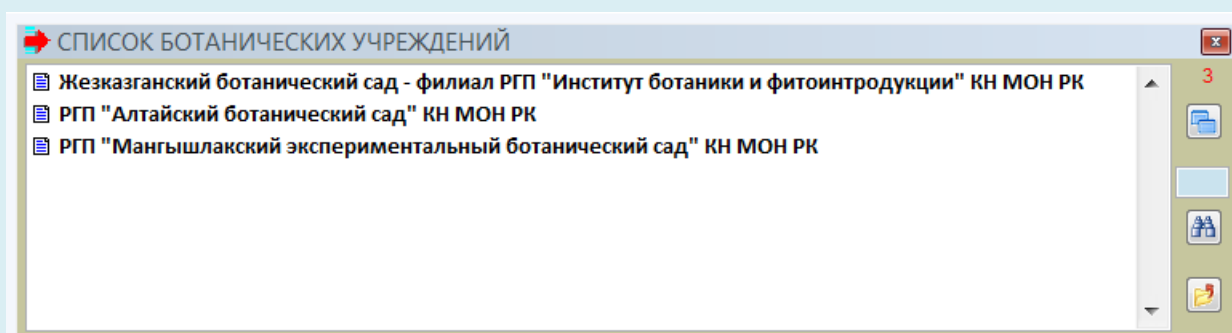 СПИСОК БОТАНИЧЕСКИХ УЧРЕЖДЕНИЙ
Жезказганский ботанический сад - филиал РГП "Институт ботаники и фитоинтродукции" КН МОН РК
3
РГП "Алтайский ботанический сад" КН МОН РК
РГП "Мангышлакский экспериментальный ботанический сад" КН МОН РК